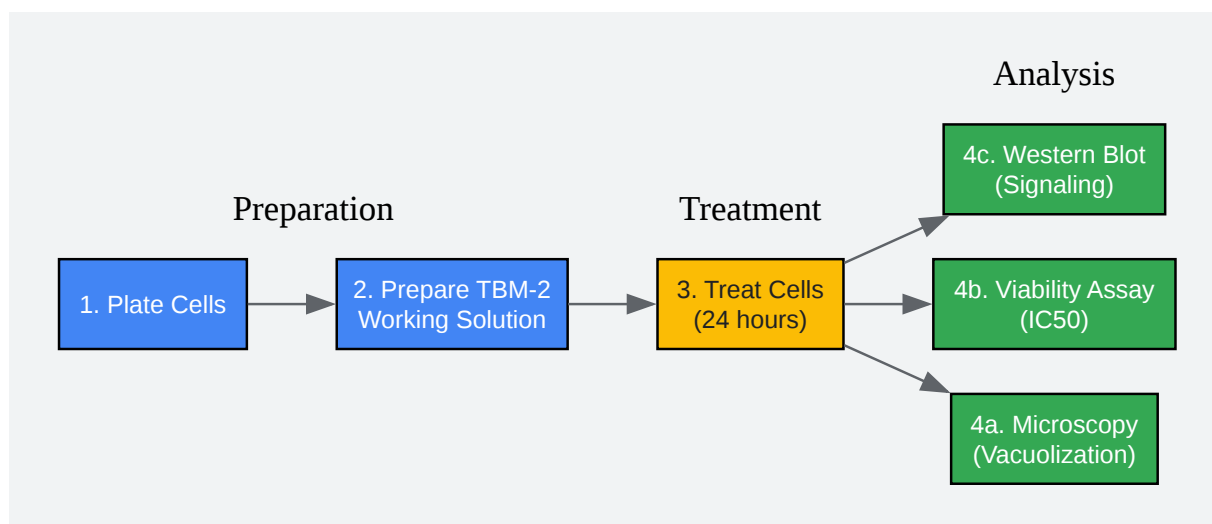 Analysis
4c. Western Blot
(Signaling)
Preparation
Treatment
1. Plate Cells
2. Prepare TBM-2
Working Solution
3. Treat Cells
(24 hours)
4b. Viability Assay
(IC50)
4a. Microscopy
(Vacuolization)